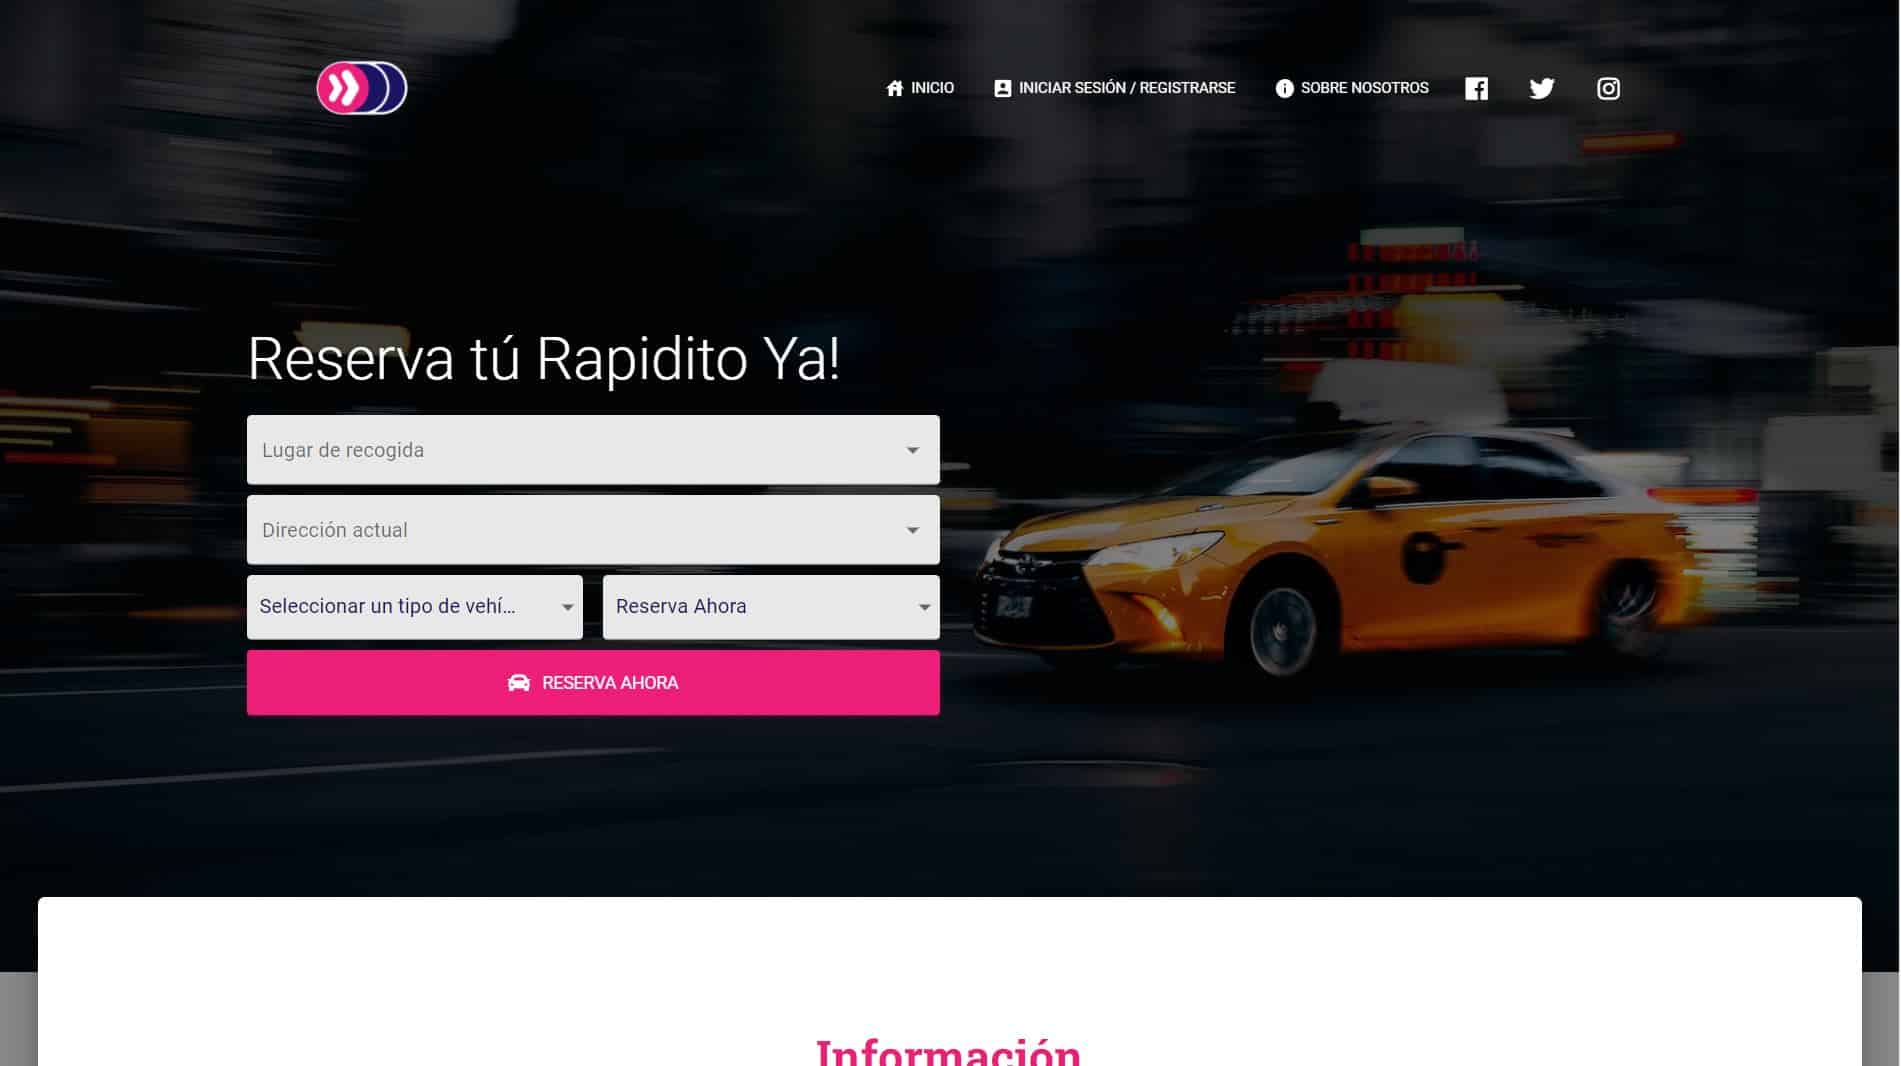 INICIO
INICIAR SESIÓN / REGISTRARSE
SOBRE NOSOTROS
Reserva tú Rapidito Ya!
Lugar de recogida
Dirección actual
Seleccionar un tipo de vehí...
Reserva Ahora
RESERVA AHORA
Información